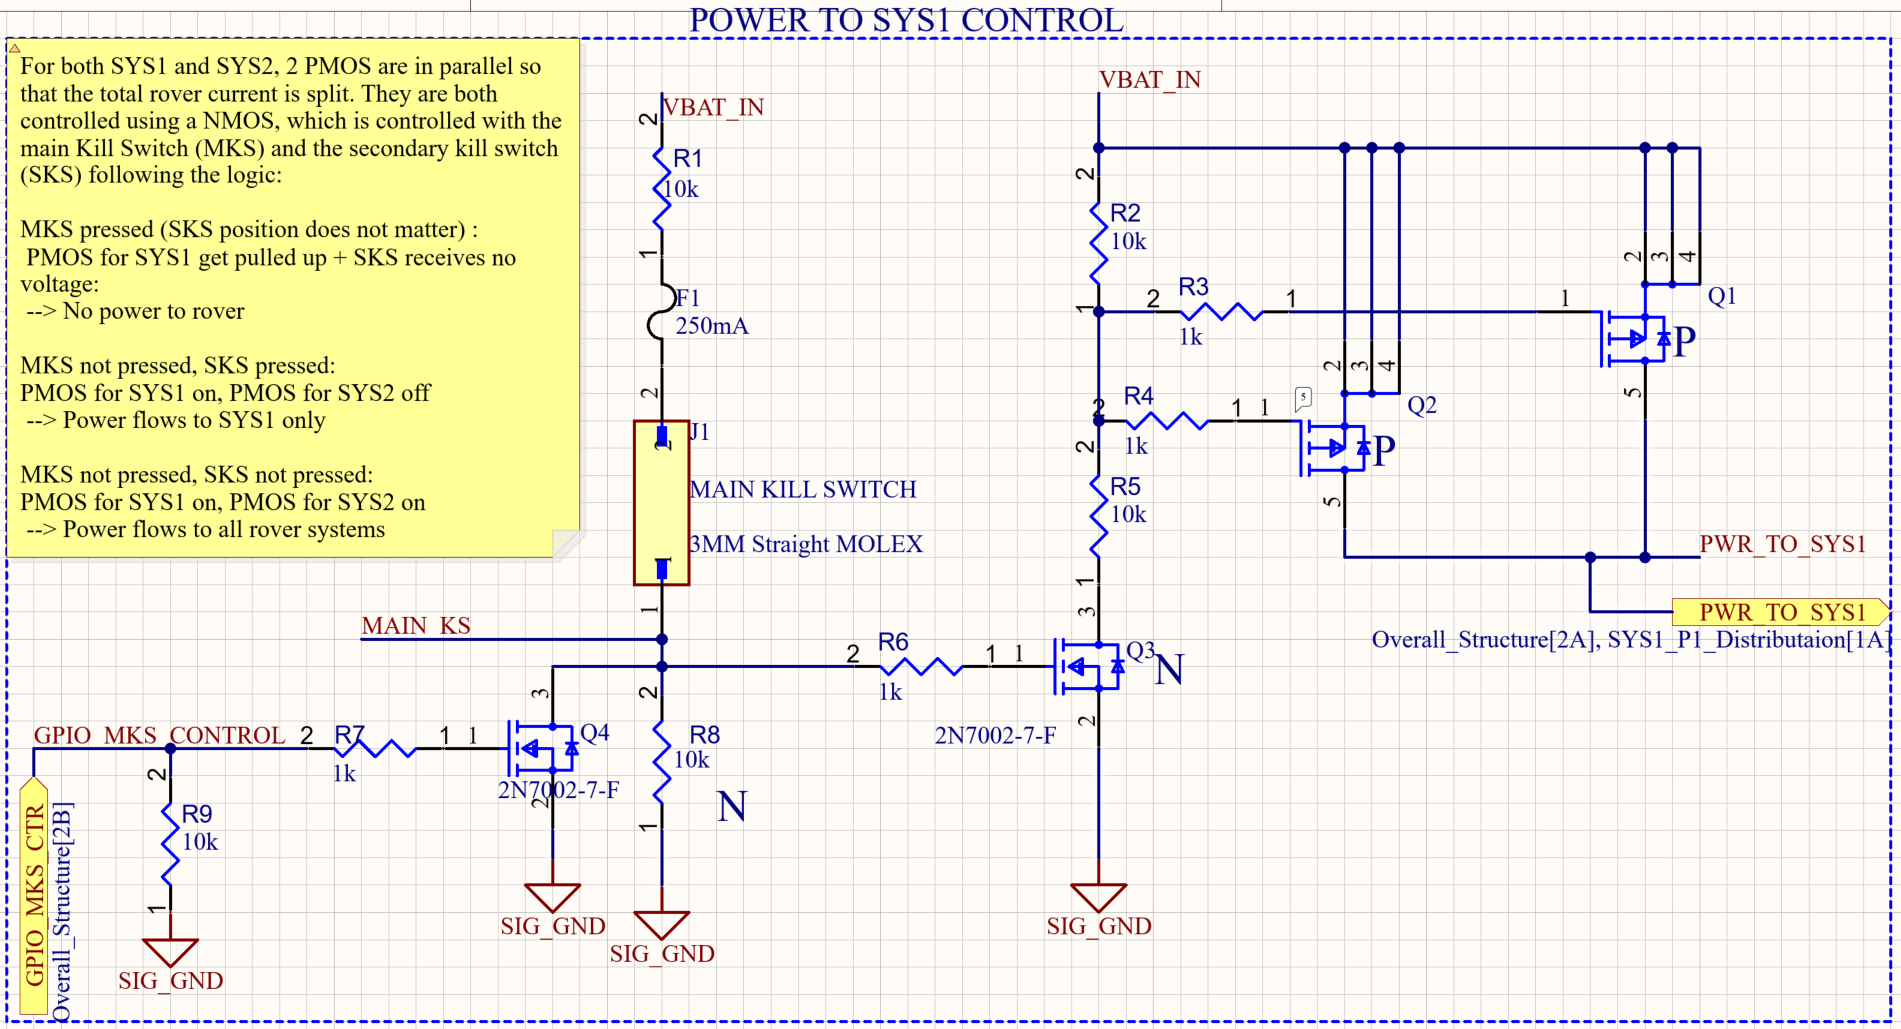 POWER TO SYS1 CONTROL
For both SYS1 and SYS2, 2 PMOS are in parallel so
that the total rover current is split. They are both
controlled using a NMOS, which is controlled with the
main Kill Switch (MKS) and the secondary kill switch
(SKS) following the logic:
MKS pressed (SKS position does not matter) :
PMOS for SYS1 get pulled up + SKS receives no
voltage:
--> No power to rover
MKS not pressed, SKS pressed:
PMOS for SYS1 on, PMOS for SYS2 off
--> Power flows to SYS1 only
MKS not pressed, SKS not pressed:
PMOS for SYS1 on, PMOS for SYS2 on
--> Power flows to all rover systems
VBAT_IN
2
R1
10k
1
F1
250mA
2
2
J1
MAIN KILL SWITCH
3MM Straight MOLEX
1
1
MAIN_KS
GPIO_MKS_CONTROL
2
R7
1k
1
1
3
Q4
2N7002-7-F
2
SIG_GND
2
R8
10k
1
N
SIG_GND
2
R9
10k
1
SIG_GND
GPIO_MKS_CTR
Overall_Structure[2B]
2
R6
1k
1
1
VBAT_IN
2
R2
10k
1
2
R3
1k
1
1
2
R4
1k
1
1
5
2
R5
10k
1
3
Q3
N
2N7002-7-F
2
SIG_GND
2
3
4
Q2
P
5
2
3
4
Q1
P
5
PWR_TO_SYS1
PWR_TO_SYS1
Overall_Structure[2A], SYS1_P1_Distributaion[1A]